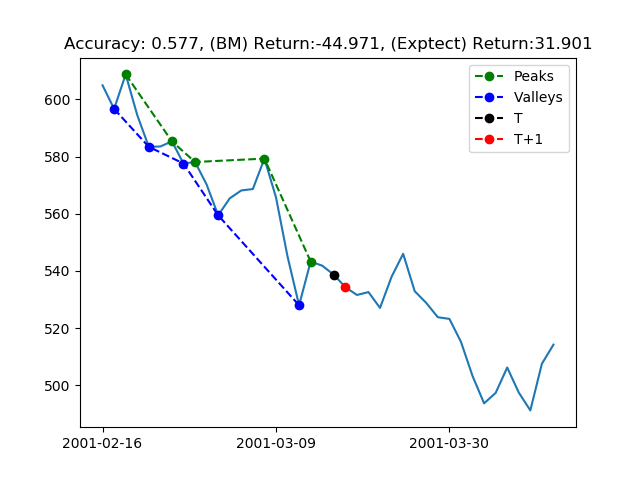 Accuracy: 0.577, (BM) Return:-44.971, (Exptect) Return:31.901
Peaks
Valleys
T
T+1
600
580
560
540
520
500
2001-02-16
2001-03-09
2001-03-30